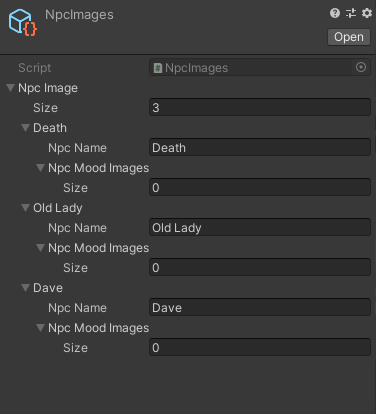 NpcImages
Open
Script NpcImages
Npc Image
Size 3
Death
Npc Name Death
Npc Mood Images
Size 0
Old Lady
Npc Name Old Lady
Npc Mood Images
Size 0
Dave
Npc Name Dave
Npc Mood Images
Size 0